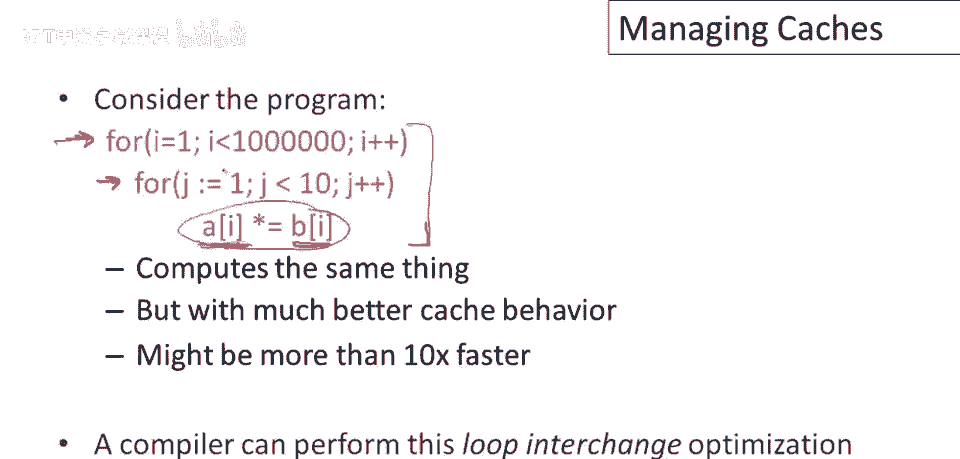 Managing Caches
• Consider the program:
for(i=1; i<1000000; i++)
for(j := 1; j < 10; j++)
a[i] *= b[i]
– Computes the same thing
– But with much better cache behavior
– Might be more than 10x faster
• A compiler can perform this loop interchange optimization